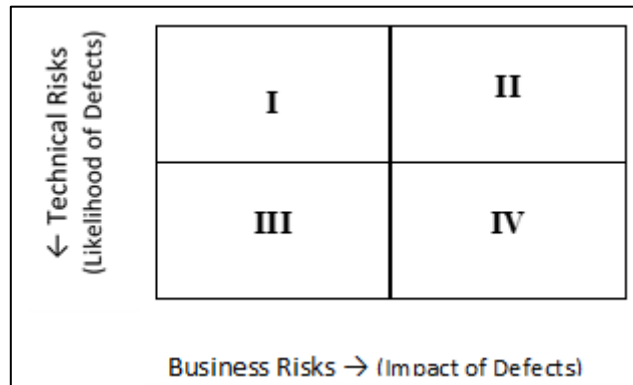 ← Technical Risks
(Likelihood of Defects)
I
II
III
IV
Business Risks → (Impact of Defects)